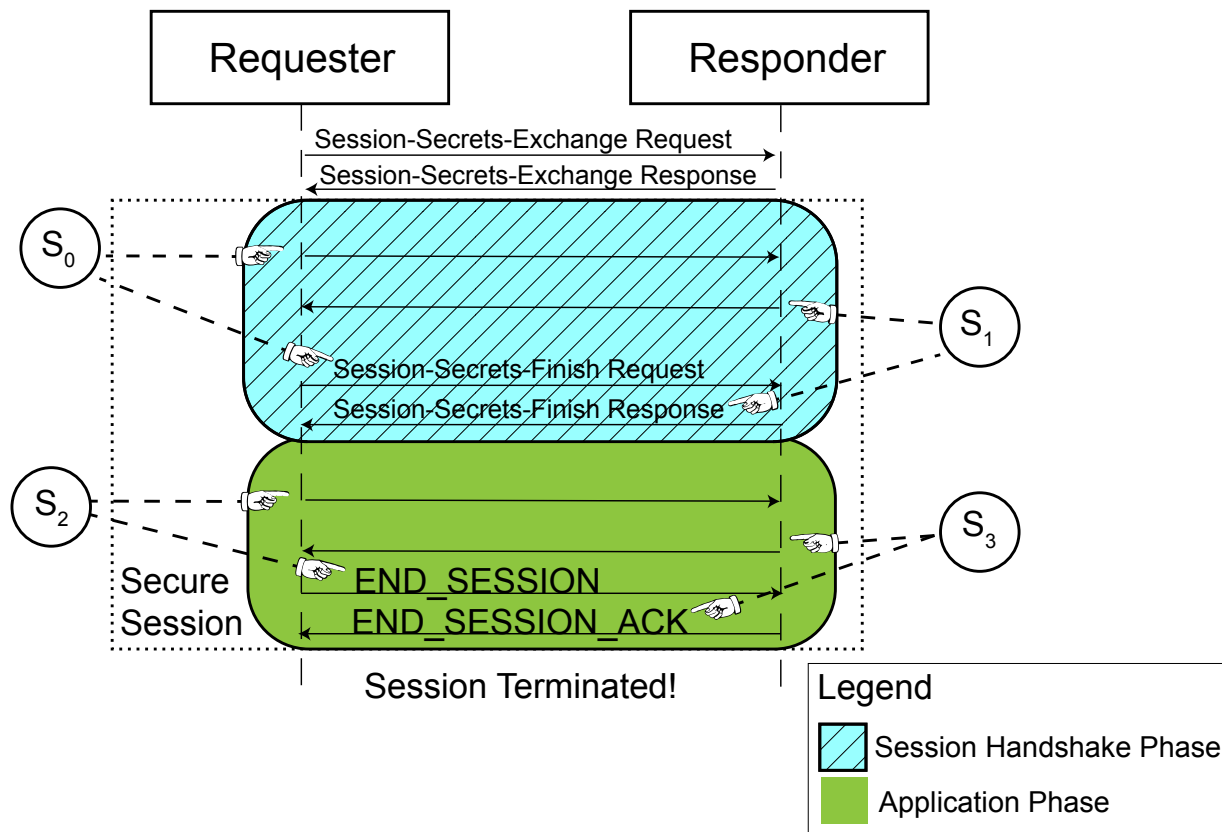 Requester
Responder
Session-Secrets-Exchange Request
Session-Secrets-Exchange Response
S0
S1
Session-Secrets-Finish Request
Session-Secrets-Finish Response
S2
S3
Secure
Session
END_SESSION
END_SESSION_ACK
Session Terminated!
Legend
Session Handshake Phase
Application Phase